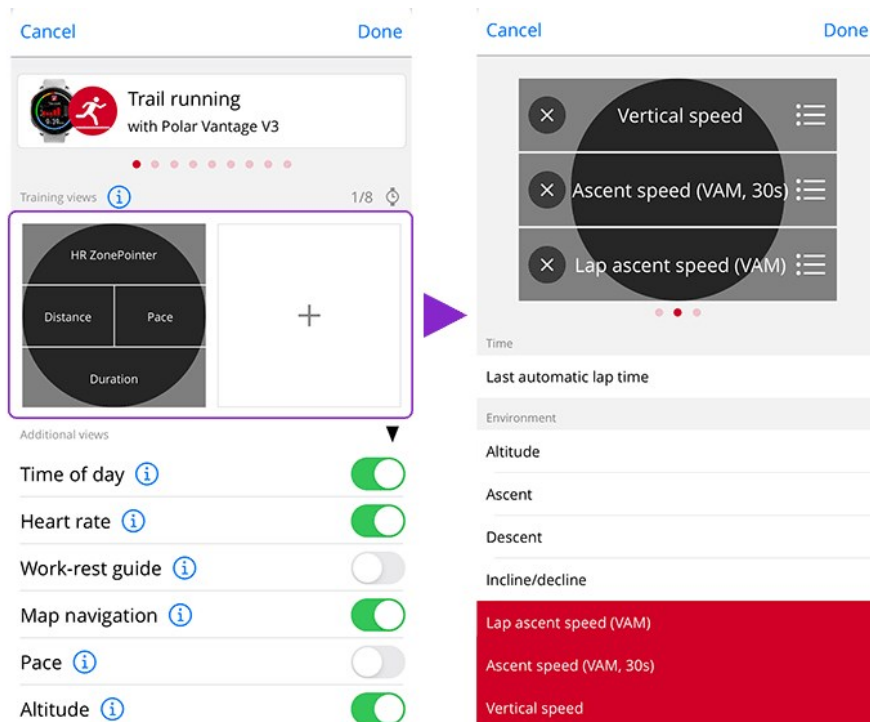 Cancel
Done
Trail running
with Polar Vantage V3
Training views
1/8
HR ZonePointer
Distance
Pace
Duration
+
Additional views
Time of day
Heart rate
Work-rest guide
Map navigation
Pace
Altitude
Cancel
Done
Vertical speed
Ascent speed (VAM, 30s)
Lap ascent speed (VAM)
Time
Last automatic lap time
Environment
Altitude
Ascent
Descent
Incline/decline
Lap ascent speed (VAM)
Ascent speed (VAM, 30s)
Vertical speed